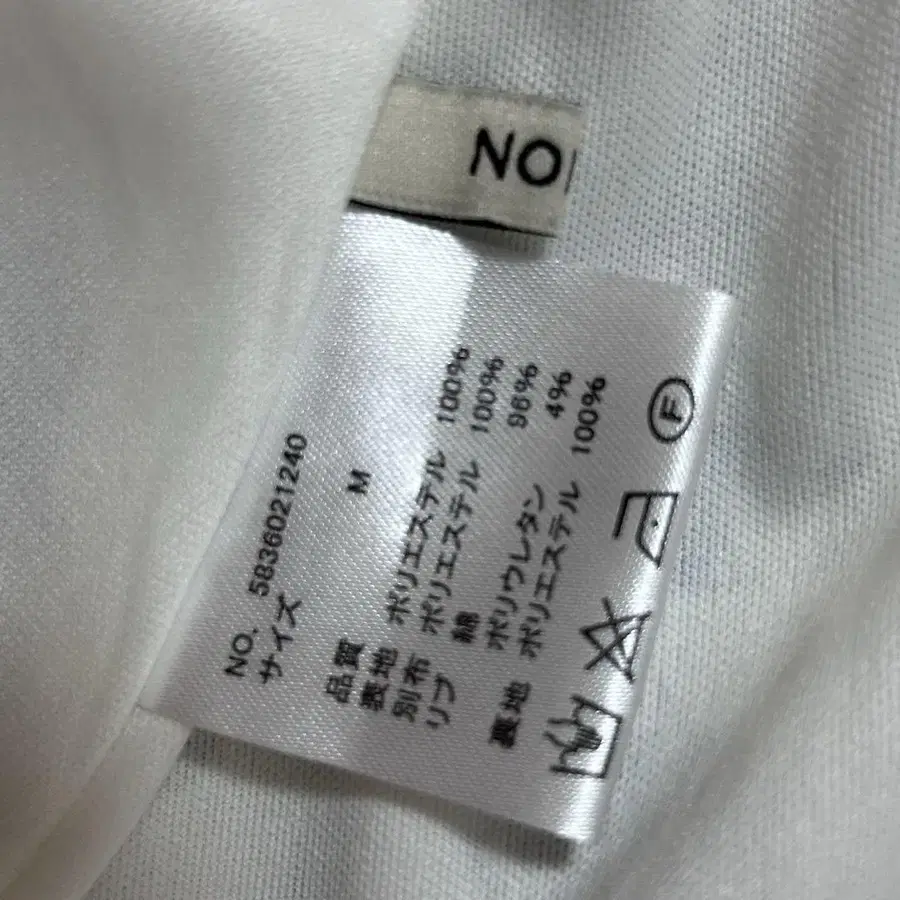 NO
NO. 5836021240
サイズ M
品質
表地 ポリエステル 100%
別布 ポリエステル 100%
リブ 綿 96%
ポリウレタン 4%
裏地 ポリエステル 100%
F